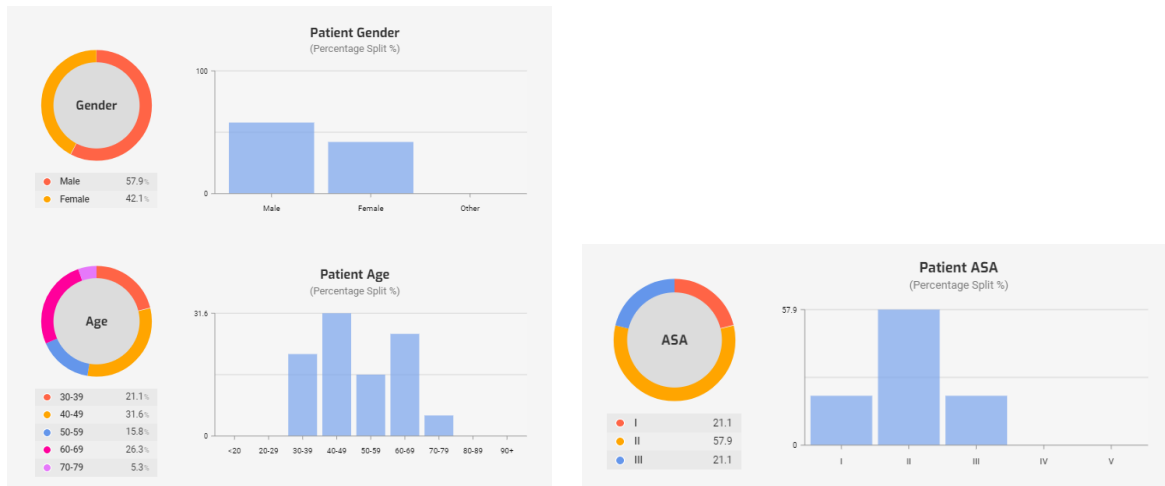 Patient Gender
(Percentage Split %)
Gender
100
0
Male
Female
Other
Male 57.9%
Female 42.1%
Patient Age
(Percentage Split %)
Age
31.6
0
<20 20-29 30-39 40-49 50-59 60-69 70-79 80-89 90+
30-39 21.1%
40-49 31.6%
50-59 15.8%
60-69 26.3%
70-79 5.3%
Patient ASA
(Percentage Split %)
ASA
57.9
0
I II III IV V
I 21.1
II 57.9
III 21.1